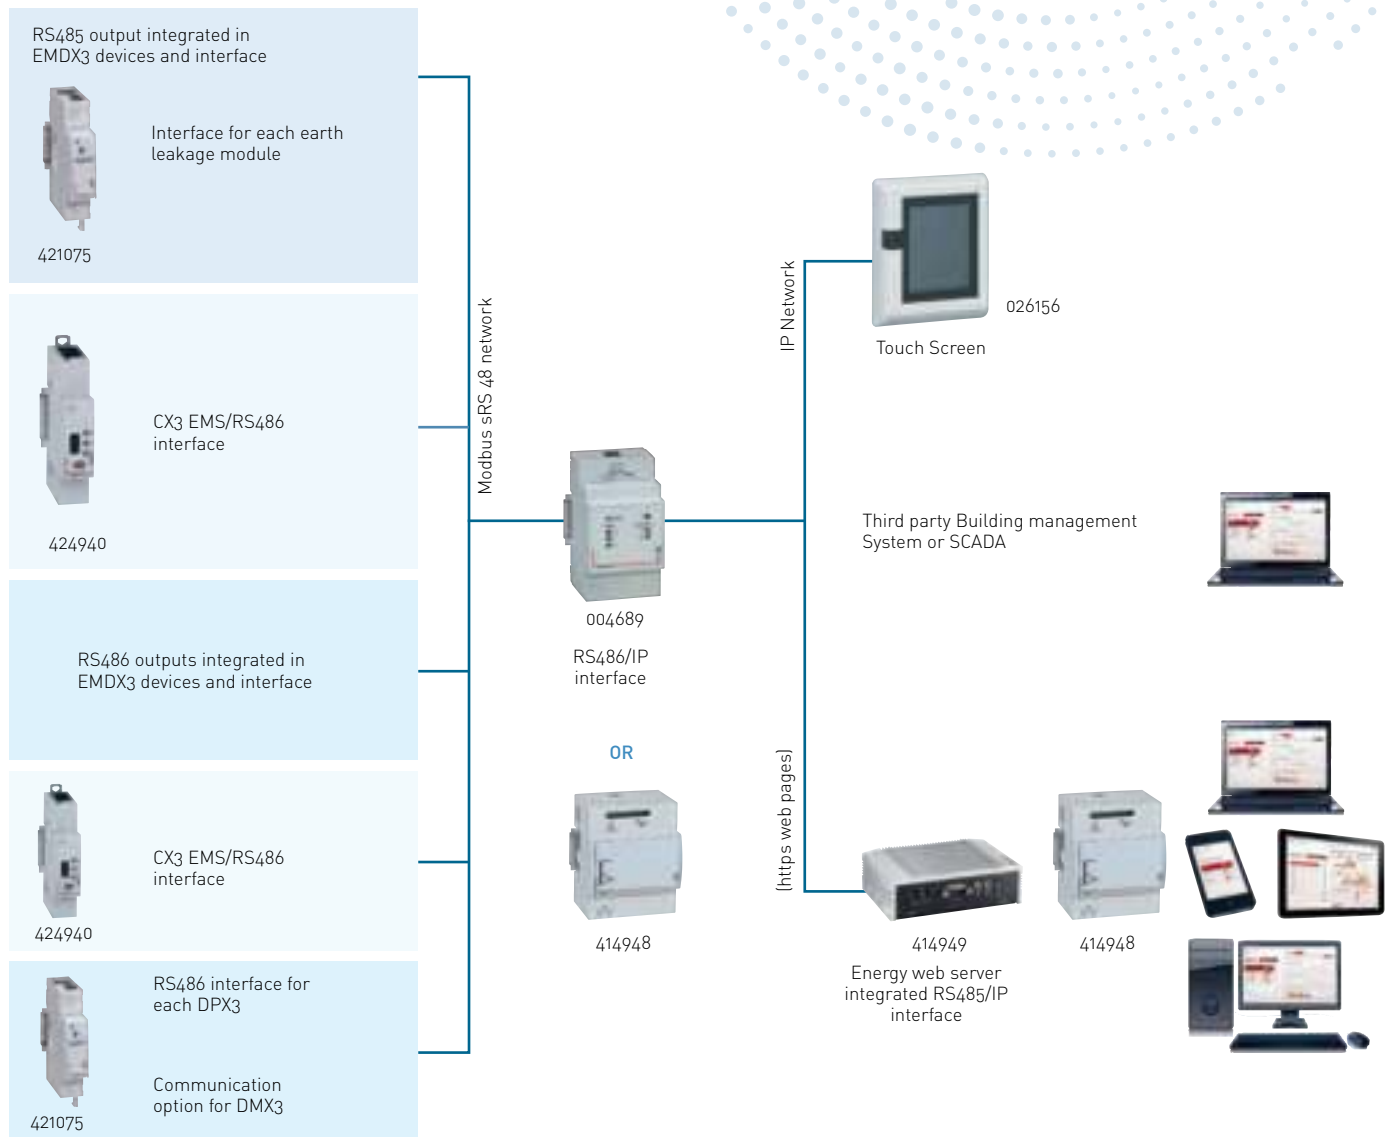 RS485 output integrated in
EMDX3 devices and interface
Interface for each earth
leakage module
421075
CX3 EMS/RS486
interface
424940
RS486 outputs integrated in
EMDX3 devices and interface
CX3 EMS/RS486
interface
424940
RS486 interface for
each DPX3
Communication
option for DMX3
421075
Modbus sRS 48 network
004689
RS486/IP
interface
OR
414948
IP Network
026156
Touch Screen
Third party Building management
System or SCADA
(https web pages)
414949
Energy web server
integrated RS485/IP
interface
414948